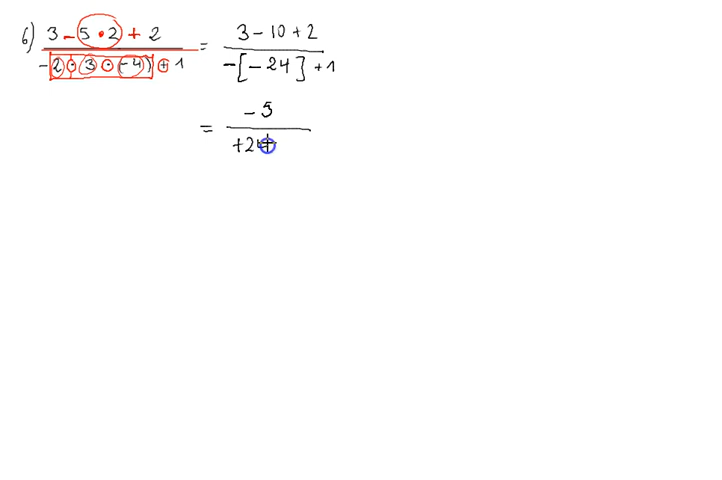 6) 3 - 5 • 2 + 2 / -2 • 3 • (-4) + 1 = 3 - 10 + 2 / -[-24] + 1
= -5 / +24